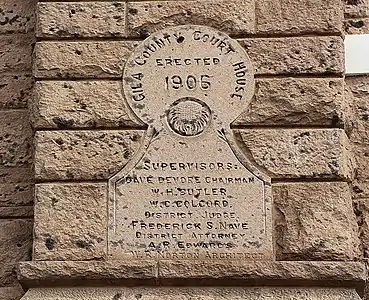 Gila County Court House
ERECTED
1906
SUPERVISORS:
DAVE DEVORE CHAIRMAN
W.H. BUTLER
W.C. COLCORD.
DISTRICT JUDGE
FREDERICK S. NAVE
DISTRICT ATTORNEY
A.R. EDWARDS
NORTON ARCHITECT